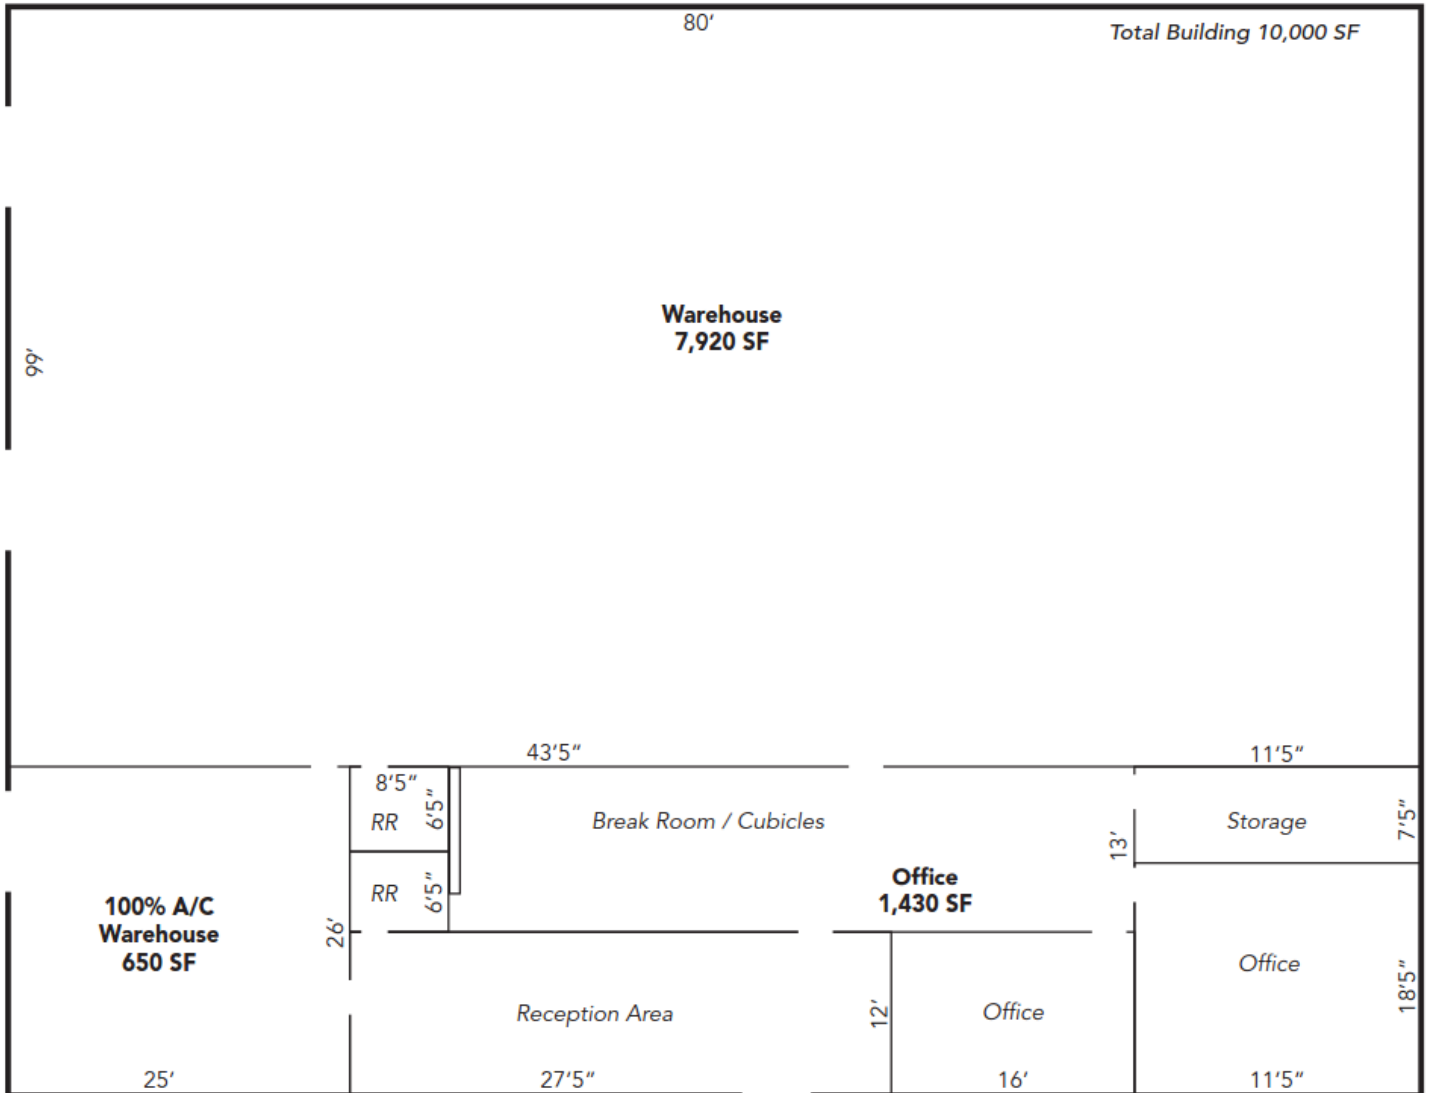 80′
Total Building 10,000 SF
Warehouse
7,920 SF
99′
43′5″
11′5″
8′5″
6′5″
RR
Break Room / Cubicles
Storage
7′5″
13′
RR
6′5″
Office
1,430 SF
100% A/C
Warehouse
650 SF
26′
Office
18′5″
Reception Area
12′
Office
25′
27′5″
16′
11′5″